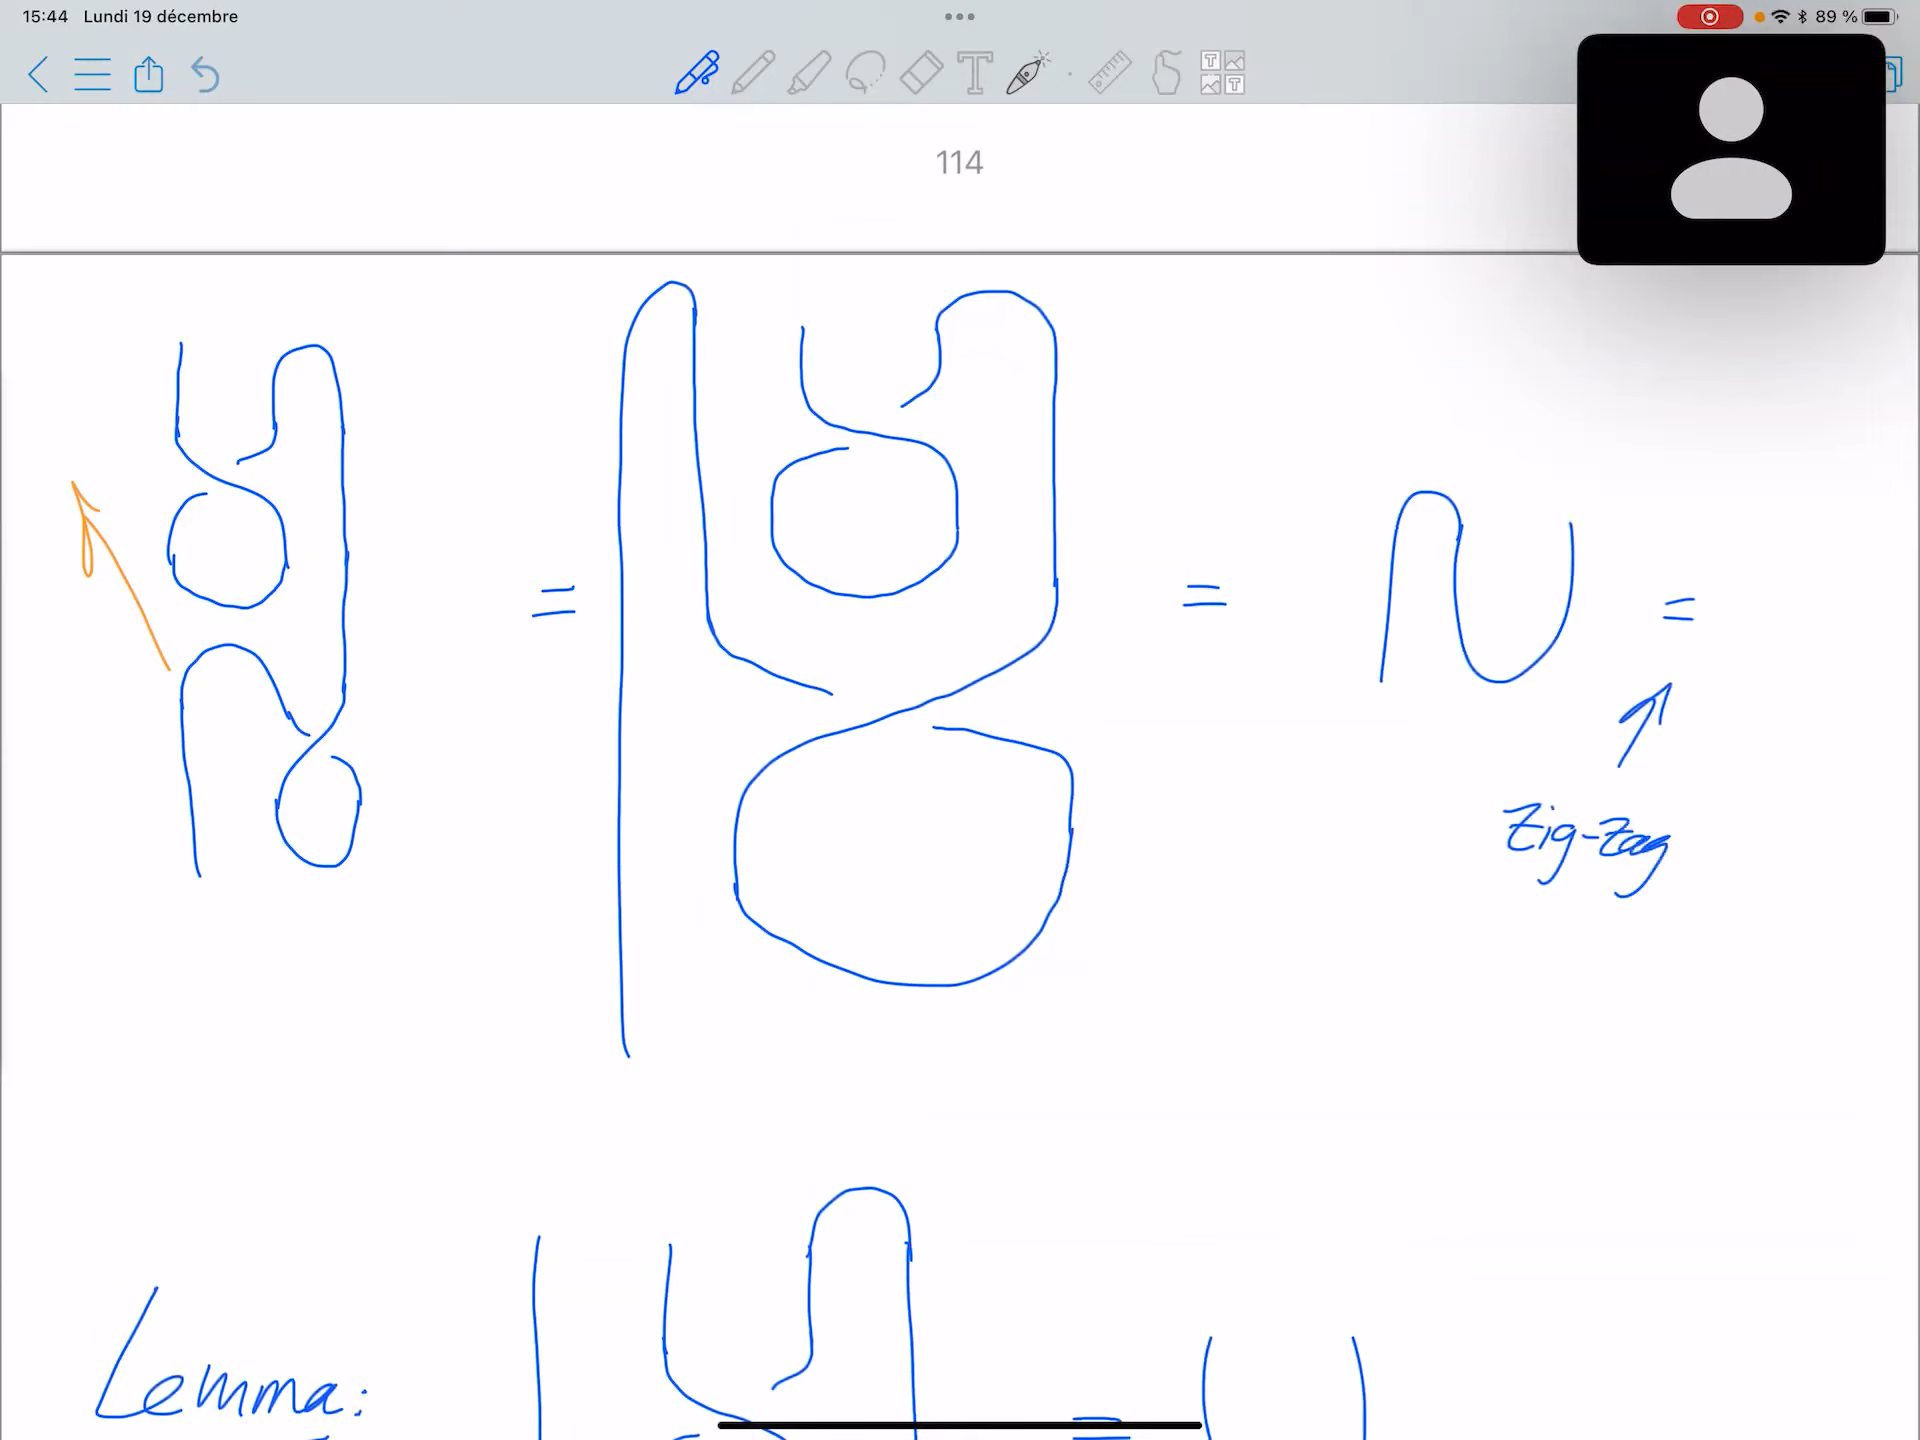 15:44 Lundi 19 décembre
89 %
114
=
=
=
Zig-Zag
Lemma:
=